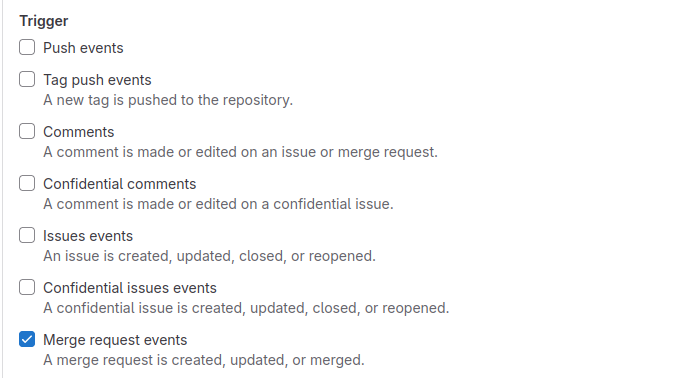 Trigger
Push events
Tag push events
A new tag is pushed to the repository.
Comments
A comment is made or edited on an issue or merge request.
Confidential comments
A comment is made or edited on a confidential issue.
Issues events
An issue is created, updated, closed, or reopened.
Confidential issues events
A confidential issue is created, updated, closed, or reopened.
Merge request events
A merge request is created, updated, or merged.